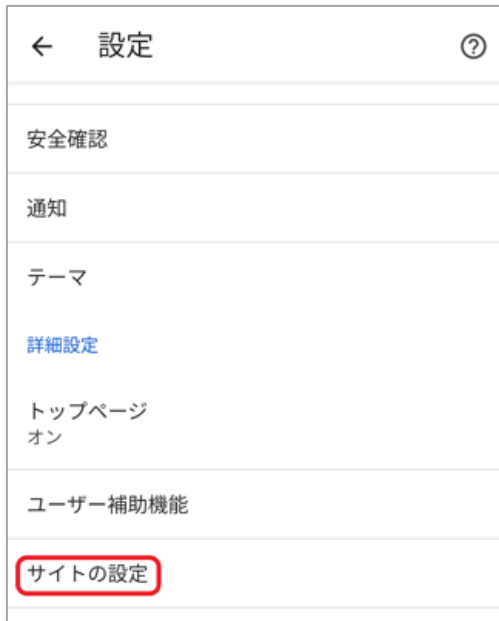 設定
安全確認
通知
テーマ
詳細設定
トップページ
オン
ユーザー補助機能
サイトの設定